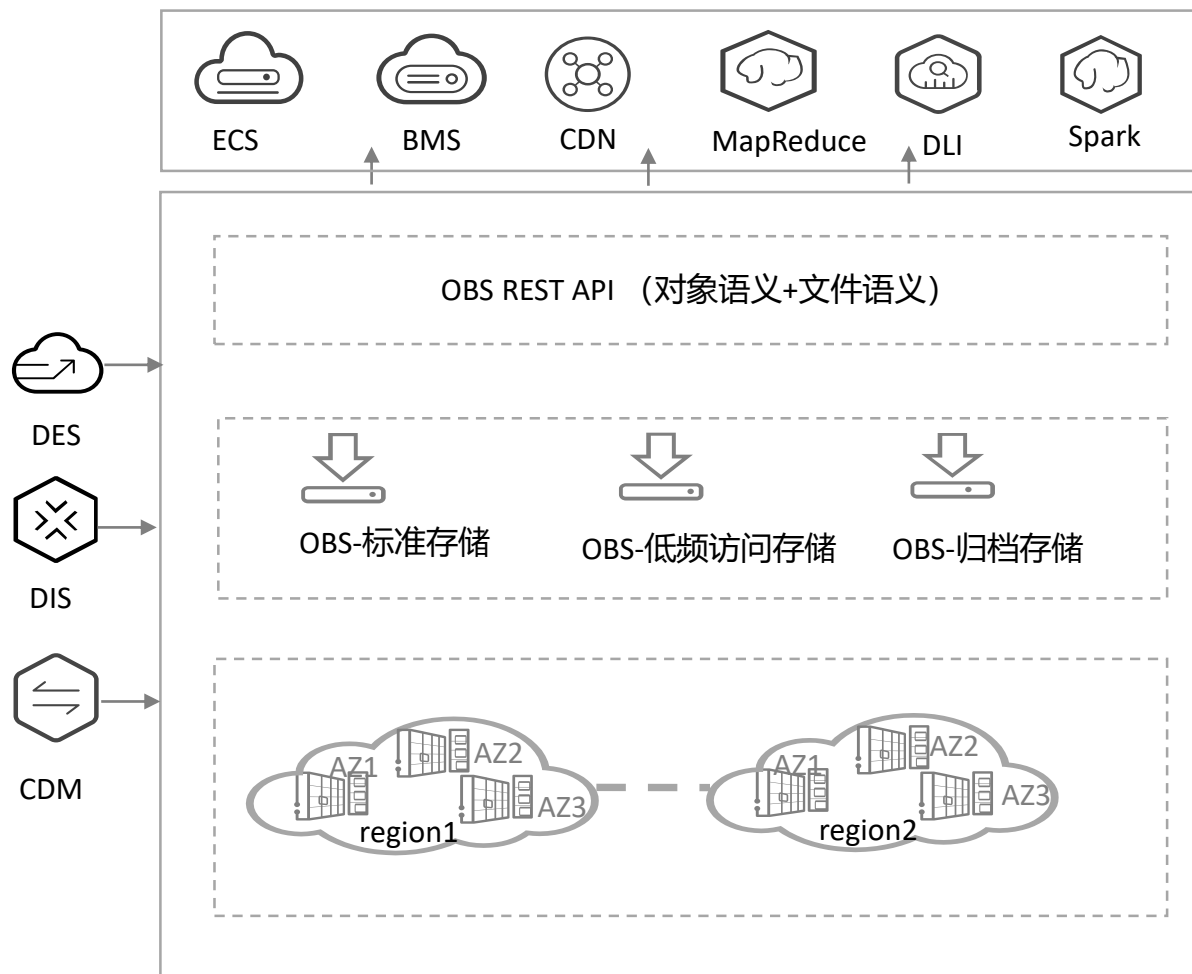 ECS
BMS
CDN
MapReduce
DLI
Spark
OBS REST API （对象语义+文件语义）
DES
OBS-标准存储
OBS-低频访问存储
OBS-归档存储
DIS
CDM
AZ1
AZ2
AZ3
region1
AZ1
AZ2
AZ3
region2